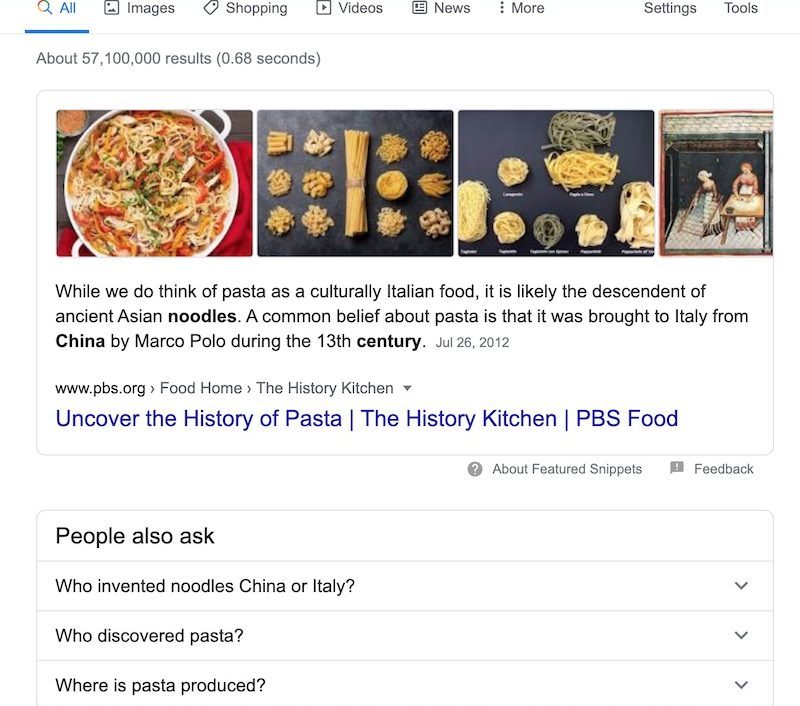 All Images Shopping Videos News More Settings Tools
About 57,100,000 results (0.68 seconds)
While we do think of pasta as a culturally Italian food, it is likely the descendent of
ancient Asian noodles. A common belief about pasta is that it was brought to Italy from
China by Marco Polo during the 13th century. Jul 26, 2012
www.pbs.org › Food Home › The History Kitchen
Uncover the History of Pasta | The History Kitchen | PBS Food
About Featured Snippets Feedback
People also ask
Who invented noodles China or Italy?
Who discovered pasta?
Where is pasta produced?